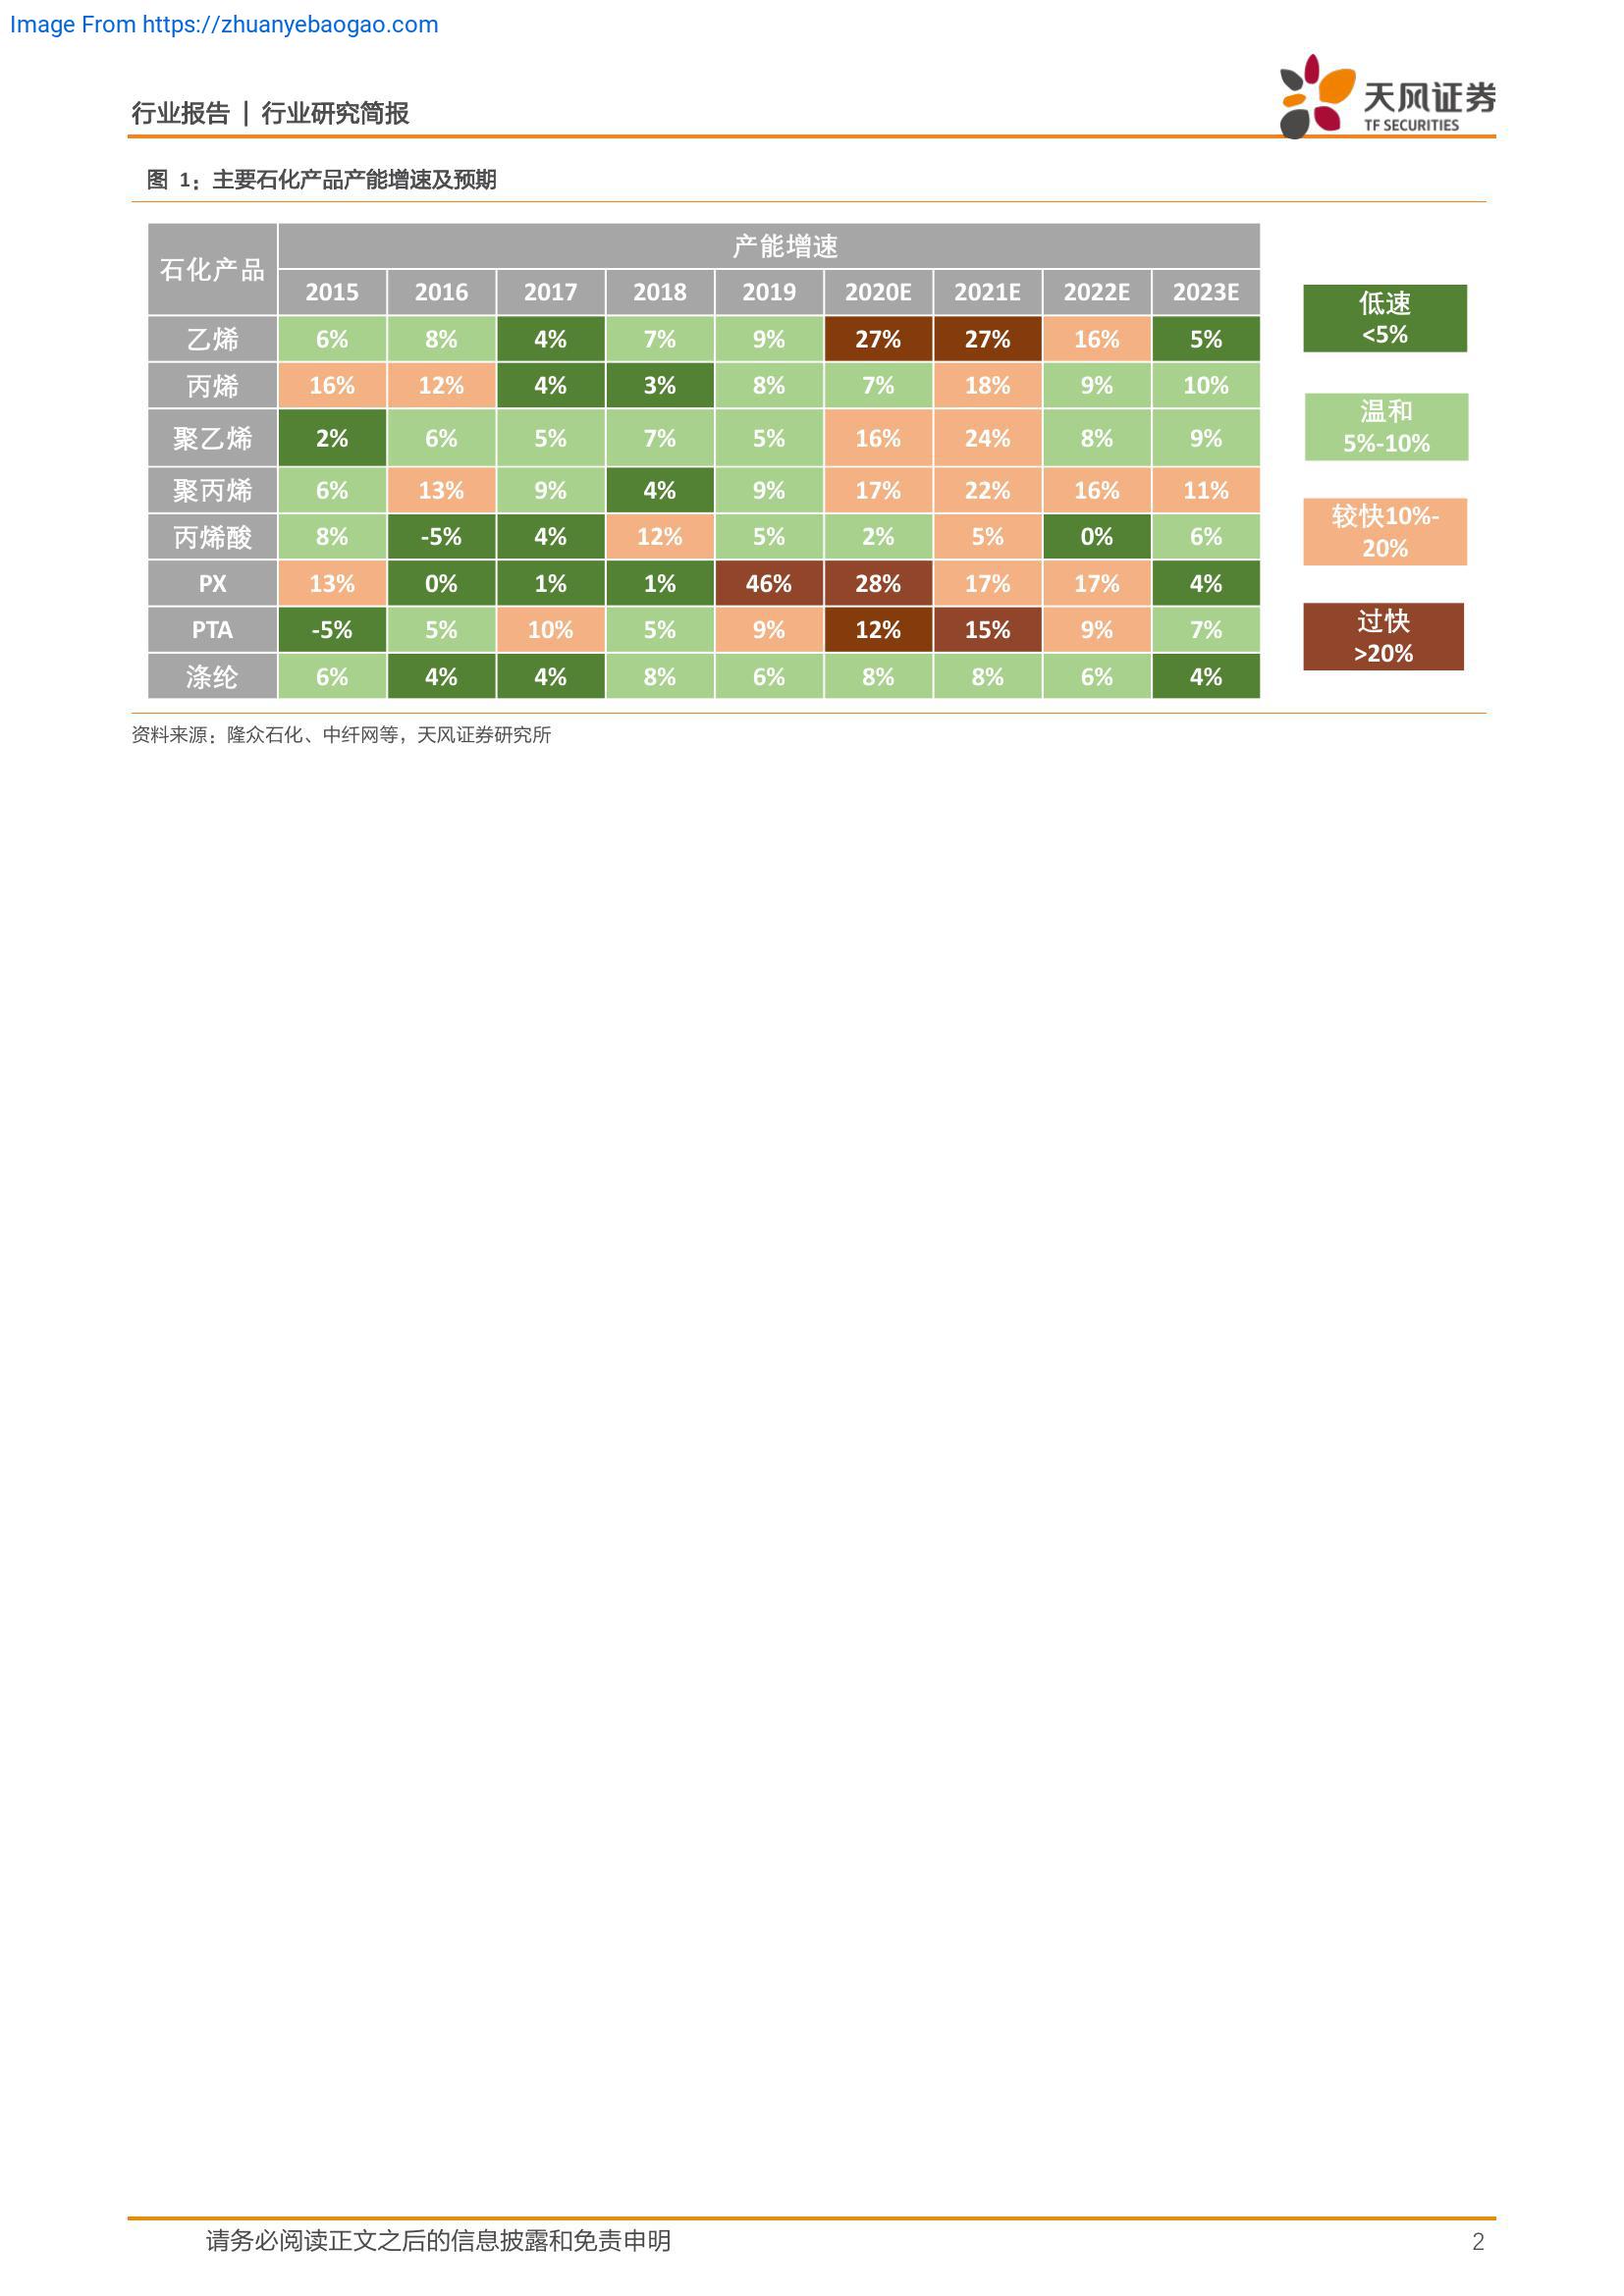 Image From https://zhuanyebaogao.com
天风证券
TF SECURITIES
行业报告 | 行业研究简报
图 1：主要石化产品产能增速及预期
石化产品 产能增速
2015 2016 2017 2018 2019 2020E 2021E 2022E 2023E
乙烯 6% 8% 4% 7% 9% 27% 27% 16% 5%
丙烯 16% 12% 4% 3% 8% 7% 18% 9% 10%
聚乙烯 2% 6% 5% 7% 5% 16% 24% 8% 9%
聚丙烯 6% 13% 9% 4% 9% 17% 22% 16% 11%
丙烯酸 8% -5% 4% 12% 5% 2% 5% 0% 6%
PX 13% 0% 1% 1% 46% 28% 17% 17% 4%
PTA -5% 5% 10% 5% 9% 12% 15% 9% 7%
涤纶 6% 4% 4% 8% 6% 8% 8% 6% 4%
低速
<5%
温和
5%-10%
较快10%-
20%
过快
>20%
资料来源：隆众石化、中纤网等，天风证券研究所
请务必阅读正文之后的信息披露和免责申明 2